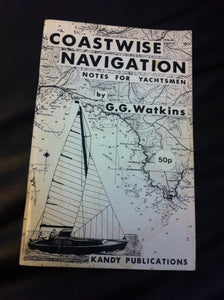 COASTWISE
NAVIGATION
NOTES FOR YACHTSMEN
by
G.G. Watkins
50p
KANDY PUBLICATIONS